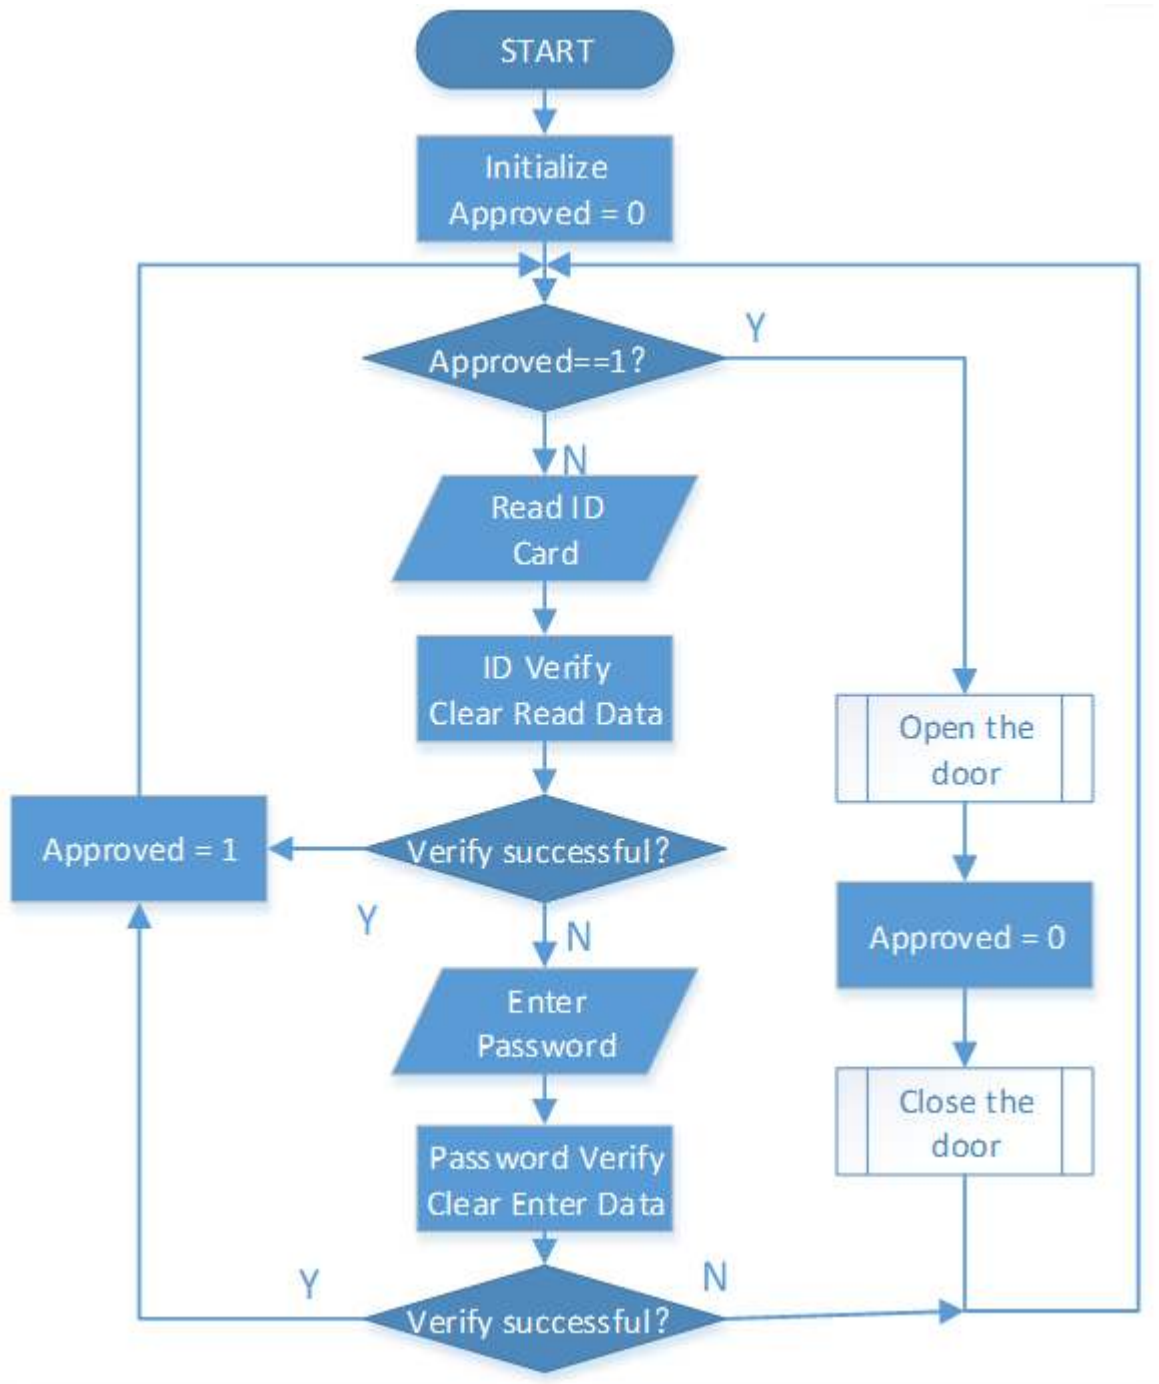 START
Initialize
Approved = 0
Approved==1?
Y
N
Read ID
Card
ID Verify
Clear Read Data
Open the
door
Approved = 1
Verify successful?
Y
N
Approved = 0
Enter
Password
Close the
door
Password Verify
Clear Enter Data
Y
N
Verify successful?